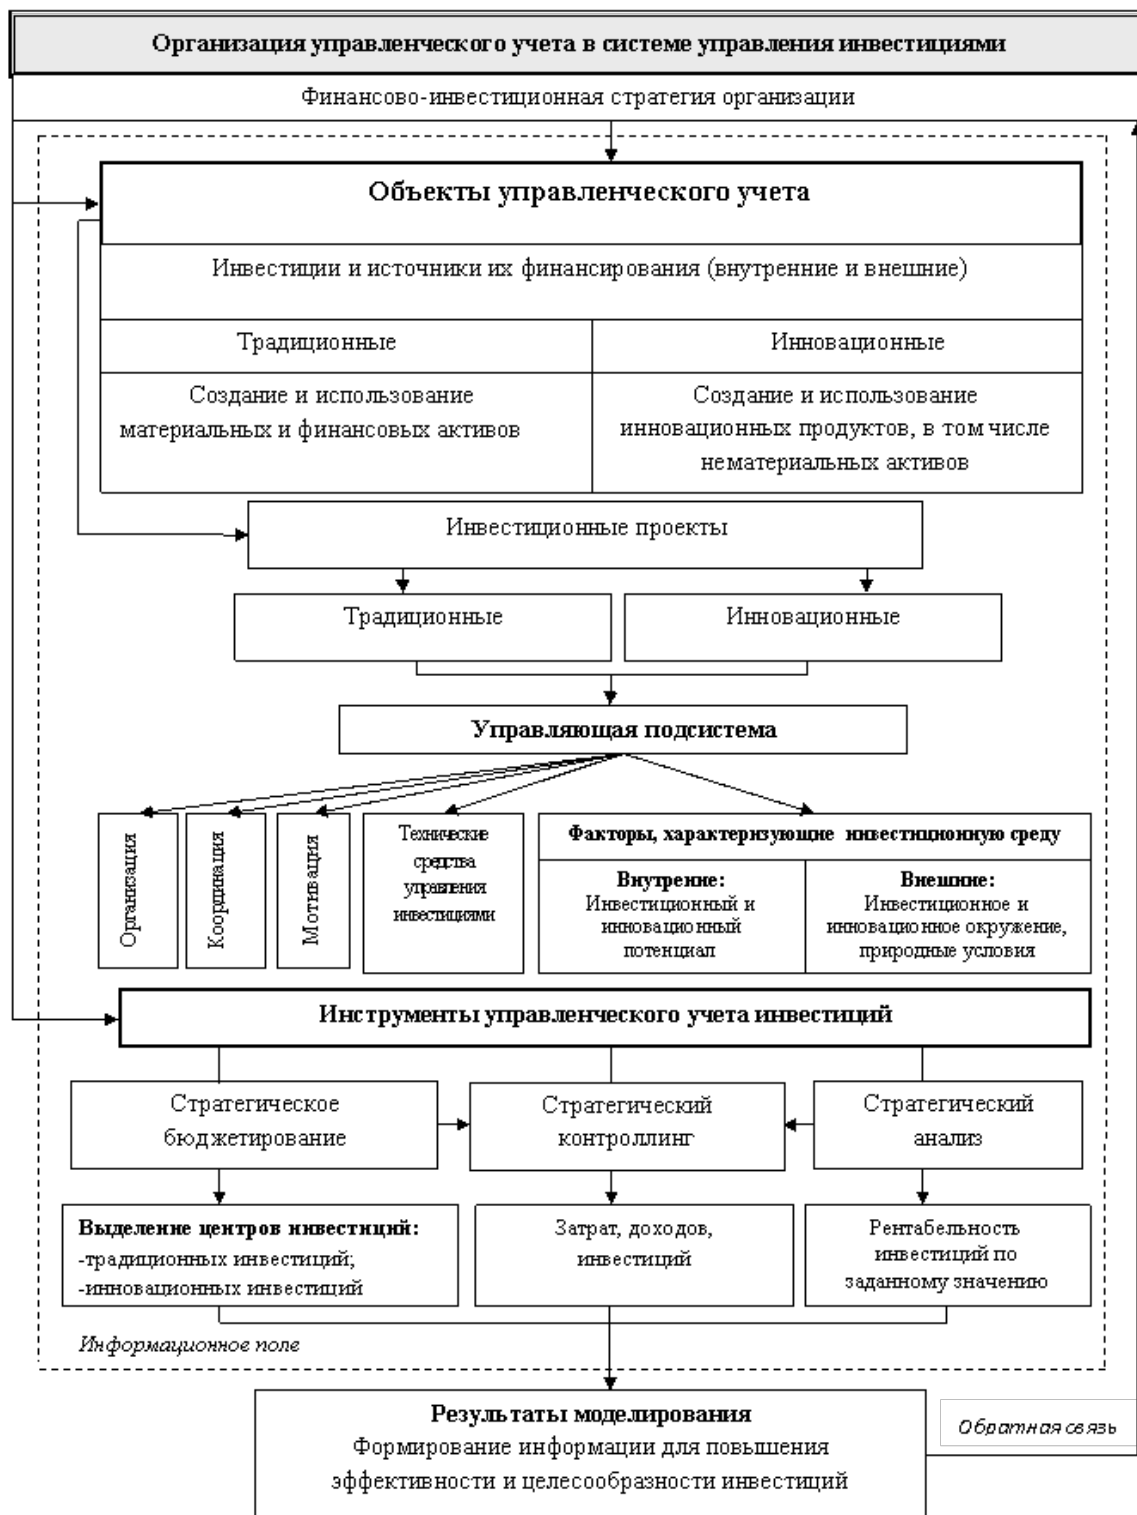 Организация управленческого учета в системе управления инвестициями
Финансово-инвестиционная стратегия организации
Объекты управленческого учета
Инвестиции и источники их финансирования (внутренние и внешние)
Традиционные
Инновационные
Создание и использование
материальных и финансовых активов
Создание и использование
инновационных продуктов, в том числе
нематериальных активов
Инвестиционные проекты
Традиционные
Инновационные
Управляющая подсистема
Организация
Координация
Мотивация
Технические
средства
управления
инвестициями
Факторы, характеризующие инвестиционную среду
Внутрение:
Инвестиционный и
инновационный
потенциал
Внешние:
Инвестиционное и
инновационное окружение,
природные условия
Инструменты управленческого учета инвестиций
Стратегическое
бюджетирование
Стратегический
контроллинг
Стратегический
анализ
Выделение центров инвестиций:
-традиционных инвестиций;
-инновационных инвестиций
Затрат, доходов,
инвестиций
Рентабельность
инвестиций по
заданному значению
Информационное поле
Результаты моделирования
Формирование информации для повышения
эффективности и целесообразности инвестиций
Обратная связь